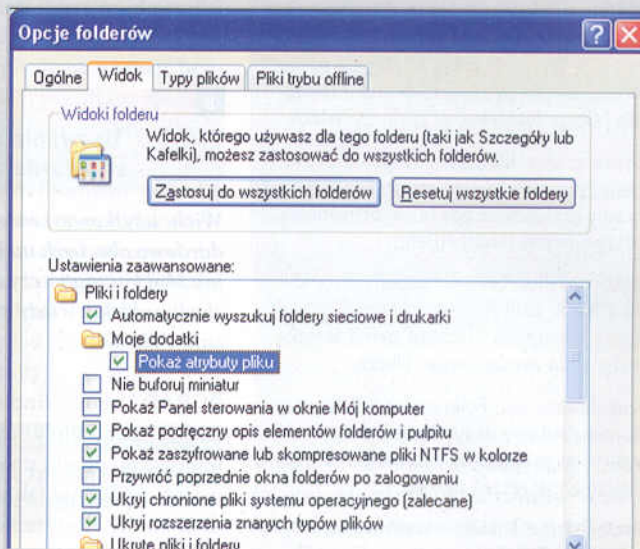 Opcje folderów
Ogólne Widok Typy plików Pliki trybu offline
Widoki folderu
Widok, którego używasz dla tego folderu (taki jak Szczegóły lub
Kafelki), możesz zastosować do wszystkich folderów.
Zastosuj do wszystkich folderów Resetuj wszystkie foldery
Ustawienia zaawansowane:
Pliki i foldery
Automatycznie wyszukuj foldery sieciowe i drukarki
Moje dodatki
Pokaż atrybuty pliku
Nie buforuj miniatur
Pokaż Panel sterowania w oknie Mój komputer
Pokaż podręczny opis elementów folderów i pulpitu
Pokaż zaszyfrowane lub skompresowane pliki NTFS w kolorze
Przywróć poprzednie okna folderów po zalogowaniu
Ukryj chronione pliki systemu operacyjnego (zalecane)
Ukryj rozszerzenia znanych typów plików
Ukryte pliki i foldery